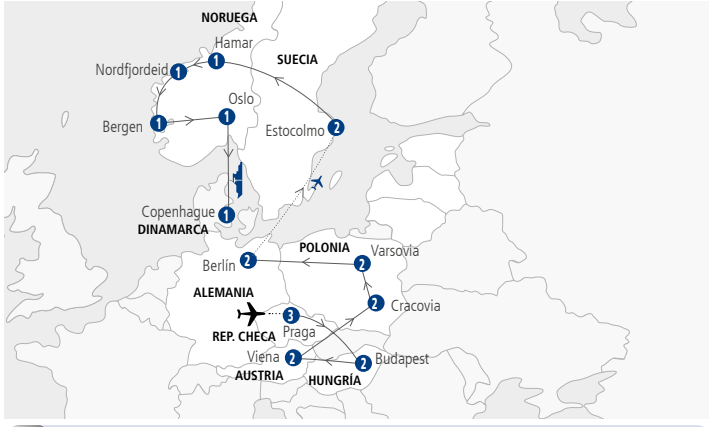 NORUEGA
Hamar
1
SUECIA
Nordfjordeid
1
Oslo
1
Bergen
1
Estocolmo
2
Copenhague
1
DINAMARCA
POLONIA
Varsovia
2
Berlín
2
ALEMANIA
Cracovia
2
3
REP. CHECA
Praga
Viena
2
Budapest
2
AUSTRIA
HUNGRÍA